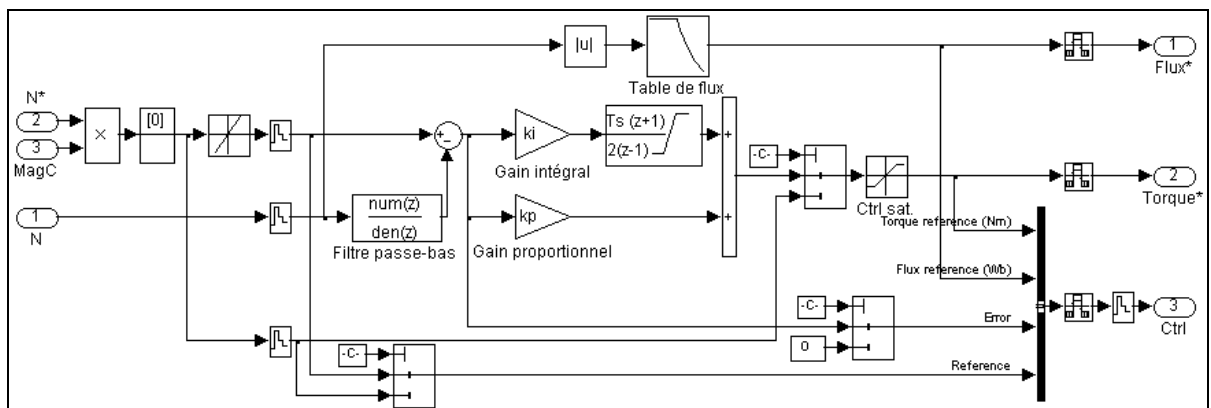 |u|
Table de flux
1
Flux*
N*
2
3
MagC
×
[0]
+
−
ki
Gain intégral
Ts (z+1)
2(z-1)
+
+
-C-
Ctrl sat.
2
Torque*
1
N
num(z)
den(z)
Filtre passe-bas
kp
Gain proportionnel
Torque reference (Nm)
Flux reference (Wb)
-C-
0
Error
3
Ctrl
-C-
Reference